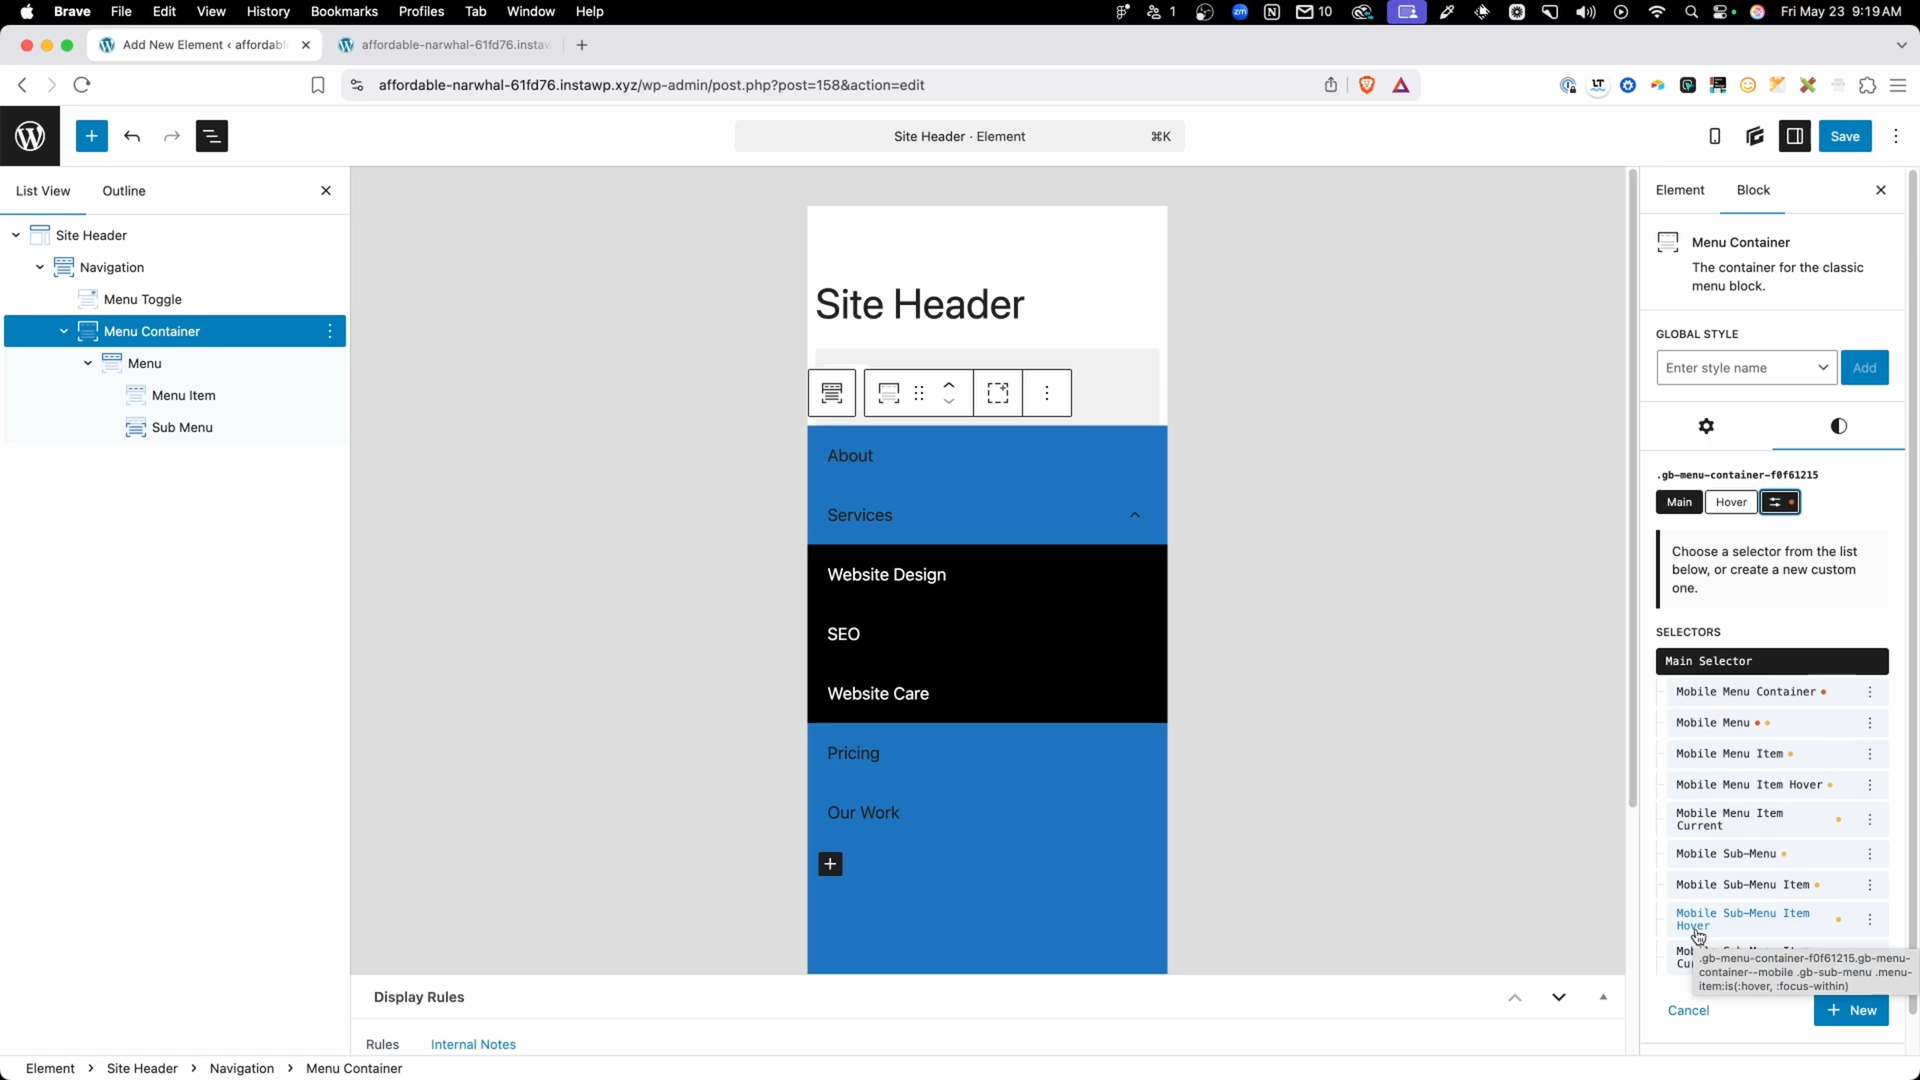 Brave File Edit View History Bookmarks Profiles Tab Window Help 1 zm 10 Fri May 23 9:19 AM
Add New Element ‹ affordabl
affordable-narwhal-61fd76.instaw
affordable-narwhal-61fd76.instawp.xyz/wp-admin/post.php?post=158&action=edit
Site Header · Element ⌘K
Save
List View Outline
Element Block
Site Header
Navigation
Menu Toggle
Menu Container
Menu
Menu Item
Sub Menu
Site Header
About
Services
Website Design
SEO
Website Care
Pricing
Our Work
Menu Container
The container for the classic
menu block.
GLOBAL STYLE
Enter style name Add
.gb-menu-container-f0f61215
Main Hover
Choose a selector from the list
below, or create a new custom
one.
SELECTORS
Main Selector
Mobile Menu Container
Mobile Menu
Mobile Menu Item
Mobile Menu Item Hover
Mobile Menu Item
Current
Mobile Sub-Menu
Mobile Sub-Menu Item
Mobile Sub-Menu Item
Hover
.gb-menu-container-f0f61215.gb-menu-
container--mobile .gb-sub-menu .menu-
item:is(:hover, :focus-within)
Cancel New
Display Rules
Rules Internal Notes
Element › Site Header › Navigation › Menu Container